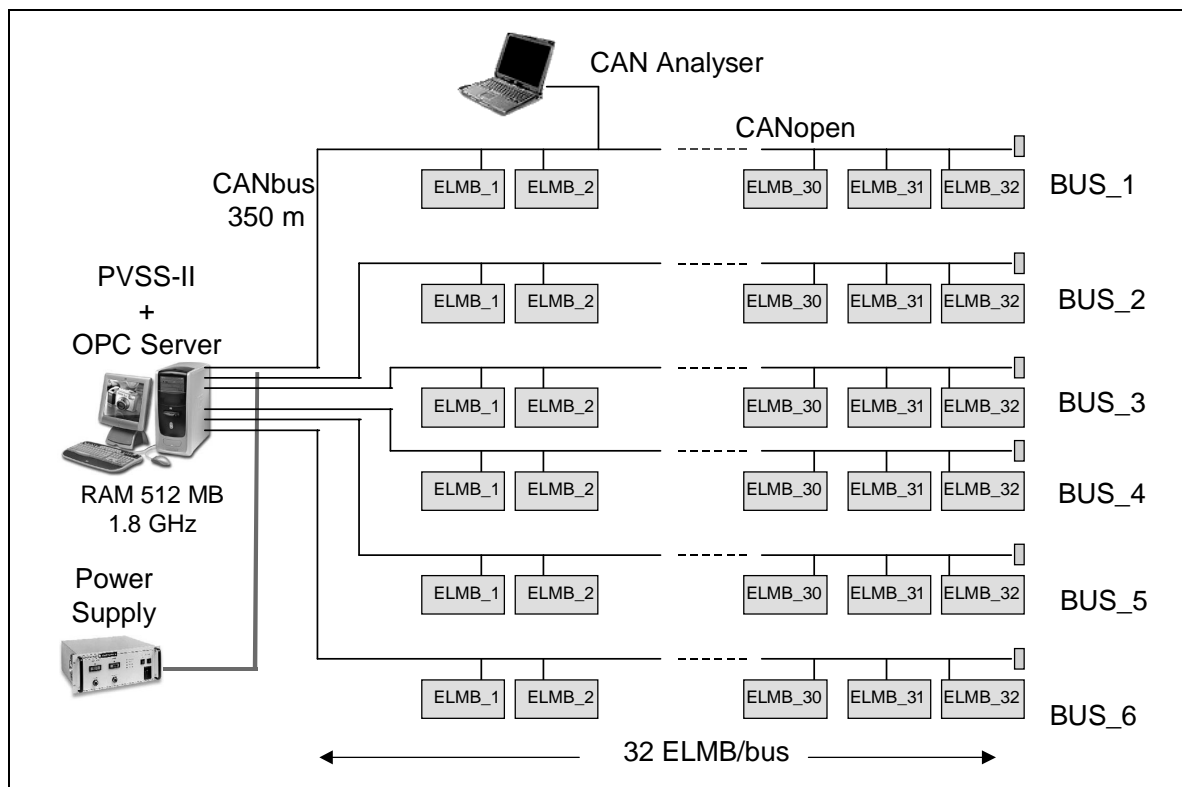 CAN Analyser
CANopen
CANbus
350 m
ELMB_1 ELMB_2 ELMB_30 ELMB_31 ELMB_32 BUS_1
PVSS-II
+
OPC Server
ELMB_1 ELMB_2 ELMB_30 ELMB_31 ELMB_32 BUS_2
ELMB_1 ELMB_2 ELMB_30 ELMB_31 ELMB_32 BUS_3
RAM 512 MB
1.8 GHz
ELMB_1 ELMB_2 ELMB_30 ELMB_31 ELMB_32 BUS_4
Power
Supply
ELMB_1 ELMB_2 ELMB_30 ELMB_31 ELMB_32 BUS_5
ELMB_1 ELMB_2 ELMB_30 ELMB_31 ELMB_32 BUS_6
32 ELMB/bus